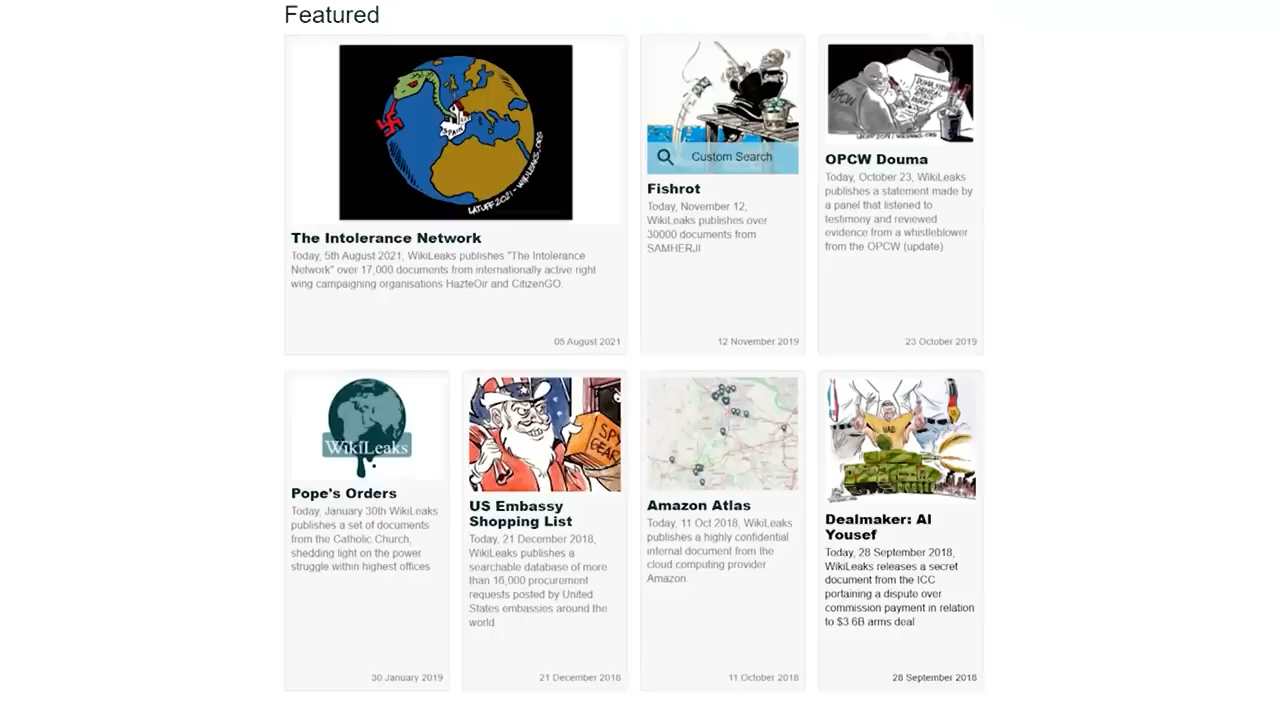 Featured
SPAIN
LATUFF 2021 - WIKILEAKS.ORG
The Intolerance Network
Today, 5th August 2021, WikiLeaks publishes "The Intolerance
Network" over 17,000 documents from internationally active right
wing campaigning organisations HazteOir and CitizenGO.
05 August 2021
Custom Search
Fishrot
Today, November 12,
WikiLeaks publishes over
30000 documents from
SAMHERJI
12 November 2019
OPCW
OPCW Douma
Today, October 23, WikiLeaks
publishes a statement made by
a panel that listened to
testimony and reviewed
evidence from a whistleblower
from the OPCW (update)
23 October 2019
WikiLeaks
Pope's Orders
Today, January 30th WikiLeaks
publishes a set of documents
from the Catholic Church,
shedding light on the power
struggle within highest offices
30 January 2019
SPY
GEAR
US Embassy
Shopping List
Today, 21 December 2018,
WikiLeaks publishes a
searchable database of more
than 16,000 procurement
requests posted by United
States embassies around the
world.
21 December 2018
Amazon Atlas
Today, 11 Oct 2018, WikiLeaks
publishes a highly confidential
internal document from the
cloud computing provider
Amazon.
11 October 2018
UAE
Dealmaker: Al
Yousef
Today, 28 September 2018,
WikiLeaks releases a secret
document from the ICC
portaining a dispute over
commission payment in relation
to $3.6B arms deal
28 September 2018